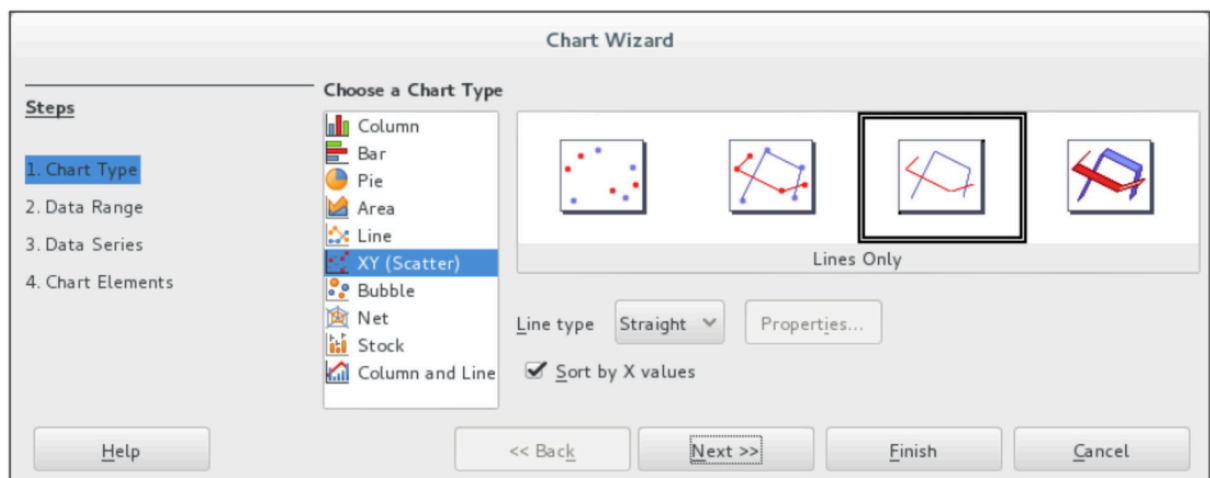 Chart Wizard
Steps
1. Chart Type
2. Data Range
3. Data Series
4. Chart Elements
Choose a Chart Type
Column
Bar
Pie
Area
Line
XY (Scatter)
Bubble
Net
Stock
Column and Line
Lines Only
Line type Straight Properties...
Sort by X values
Help << Back Next >> Finish Cancel